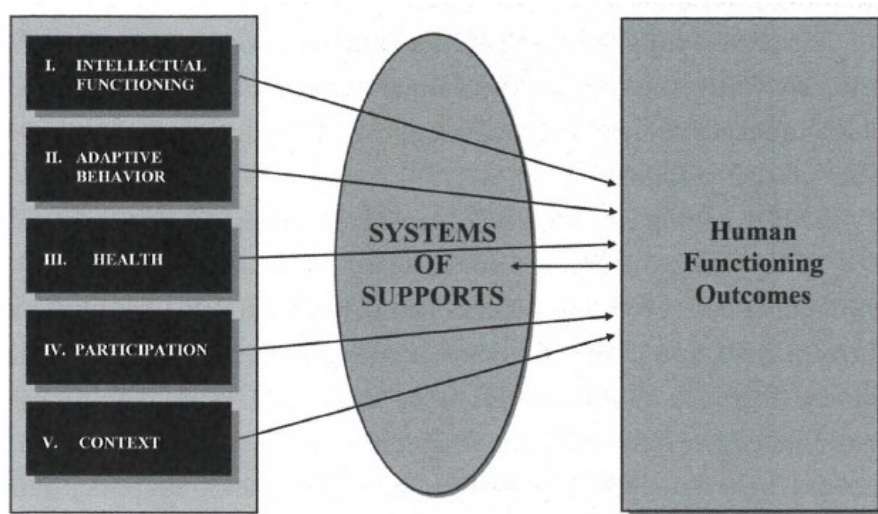 I. INTELLECTUAL
FUNCTIONING
II. ADAPTIVE
BEHAVIOR
III. HEALTH
IV. PARTICIPATION
V. CONTEXT
SYSTEMS
OF
SUPPORTS
Human
Functioning
Outcomes